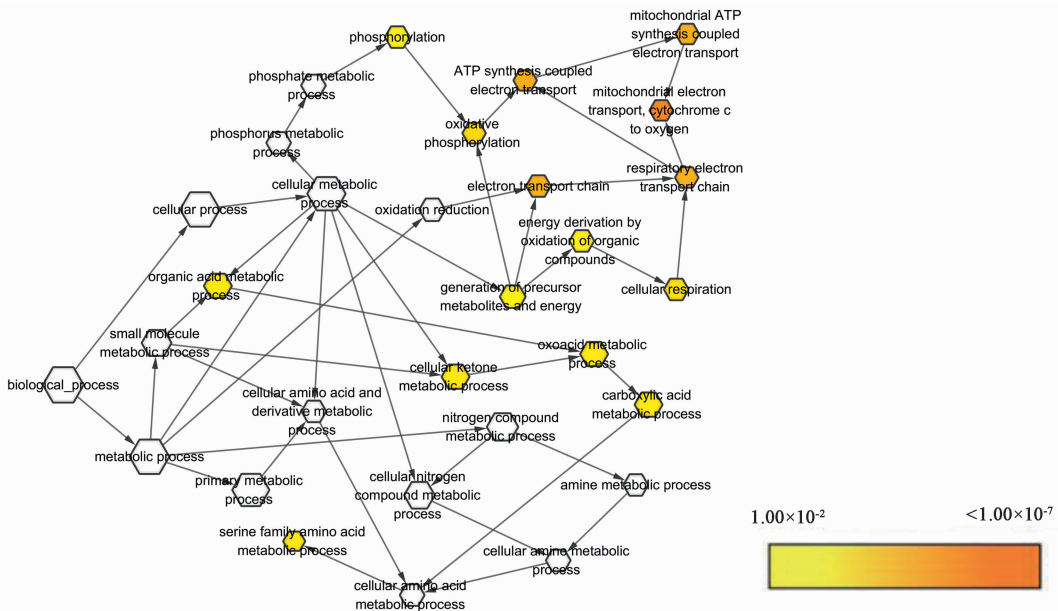 mitochondrial ATP
synthesis coupled
electron transport
phosphorylation
ATP synthesis coupled
electron transport
phosphate metabolic
process
mitochondrial electron
transport, cytochrome c
to oxygen
oxidative
phosphorylation
phosphorus metabolic
process
respiratory electron
transport chain
cellular metabolic
process
electron transport chain
cellular process
oxidation reduction
energy derivation by
oxidation of organic
compounds
organic acid metabolic
process
generation of precursor
metabolites and energy
cellular respiration
small molecule
metabolic process
oxoacid metabolic
process
cellular ketone
metabolic process
biological_process
cellular amino acid and
derivative metabolic
process
carboxylic acid
metabolic process
nitrogen compound
metabolic process
metabolic process
primary metabolic
process
cellular nitrogen
compound metabolic
process
amine metabolic process
serine family amino acid
metabolic process
cellular amine metabolic
process
cellular amino acid
metabolic process
1.00×10⁻²
<1.00×10⁻⁷